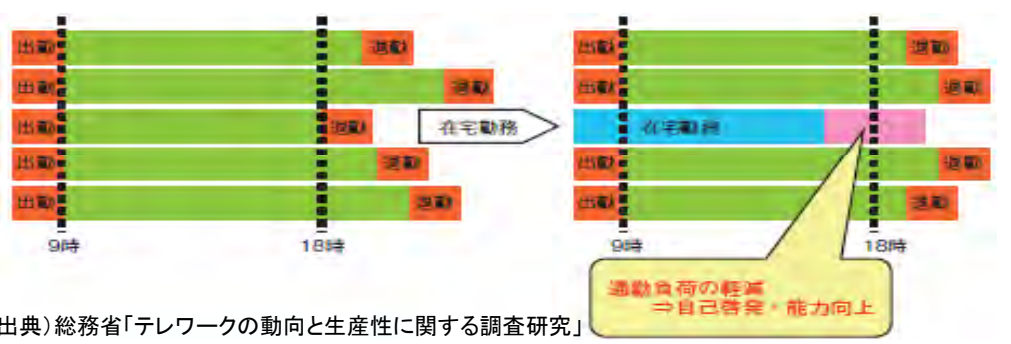 出勤 退勤 出勤 退勤
出勤 退勤 出勤 退勤
出勤 退勤 在宅勤務 在宅勤務
出勤 退勤 出勤 退勤
出勤 退勤 出勤 退勤
9時 18時 9時 18時
通勤負荷の軽減
⇒自己啓発・能力向上
出典）総務省「テレワークの動向と生産性に関する調査研究」